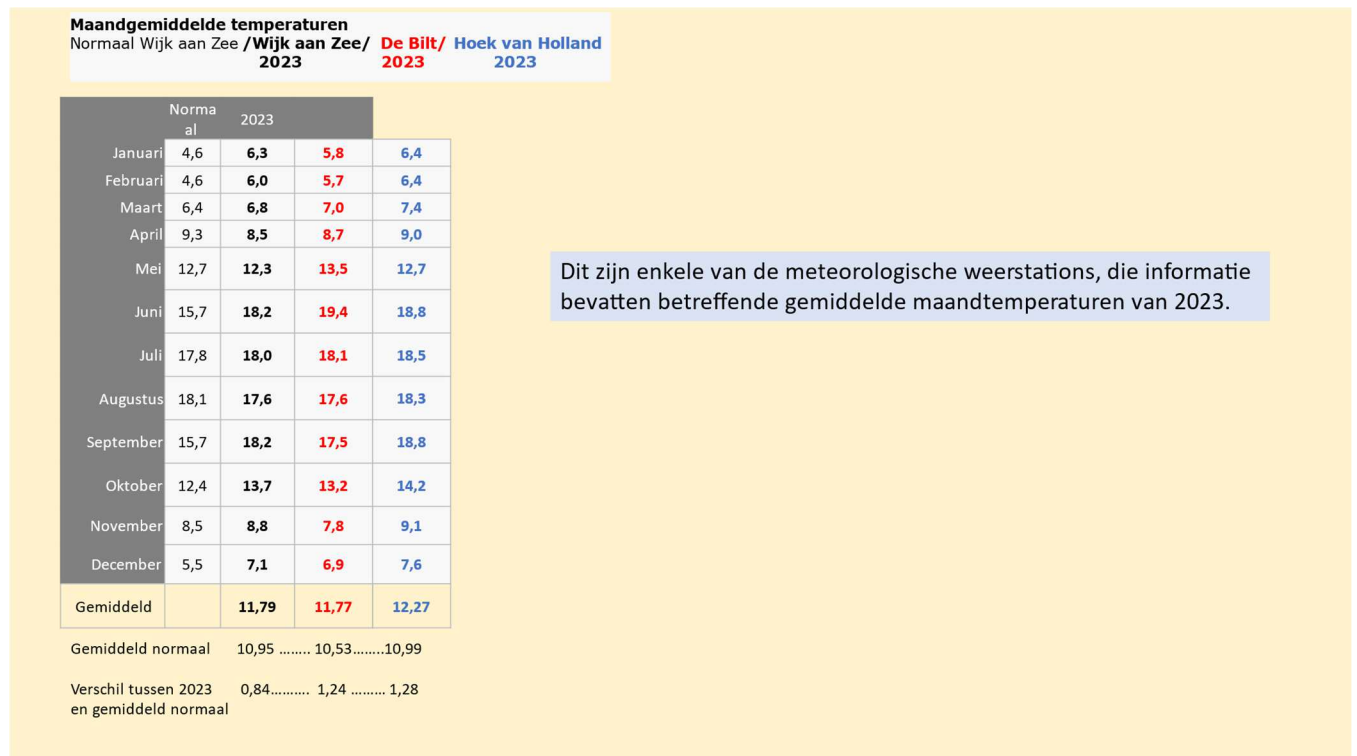 Maandgemiddelde temperaturen
Normaal Wijk aan Zee /Wijk aan Zee/ De Bilt/ Hoek van Holland
2023 2023 2023
Norma
al 2023
Januari 4,6 6,3 5,8 6,4
Februari 4,6 6,0 5,7 6,4
Maart 6,4 6,8 7,0 7,4
April 9,3 8,5 8,7 9,0
Mei 12,7 12,3 13,5 12,7
Juni 15,7 18,2 19,4 18,8
Juli 17,8 18,0 18,1 18,5
Augustus 18,1 17,6 17,6 18,3
September 15,7 18,2 17,5 18,8
Oktober 12,4 13,7 13,2 14,2
November 8,5 8,8 7,8 9,1
December 5,5 7,1 6,9 7,6
Gemiddeld 11,79 11,77 12,27
Gemiddeld normaal 10,95 ........ 10,53........10,99
Verschil tussen 2023 0,84.......... 1,24 ......... 1,28
en gemiddeld normaal
Dit zijn enkele van de meteorologische weerstations, die informatie
bevatten betreffende gemiddelde maandtemperaturen van 2023.